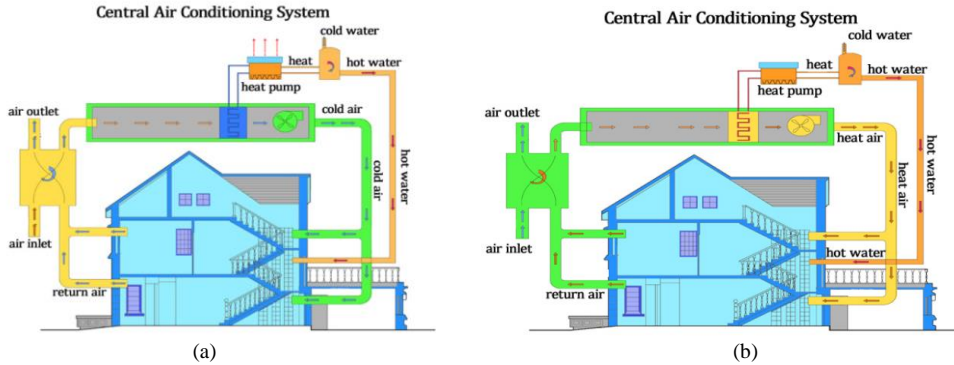 Central Air Conditioning System
cold water
heat
hot water
heat pump
air outlet
cold air
cold air
hot water
air inlet
return air
(a)
Central Air Conditioning System
cold water
heat
hot water
heat pump
air outlet
heat air
heat air
hot water
air inlet
hot water
return air
(b)